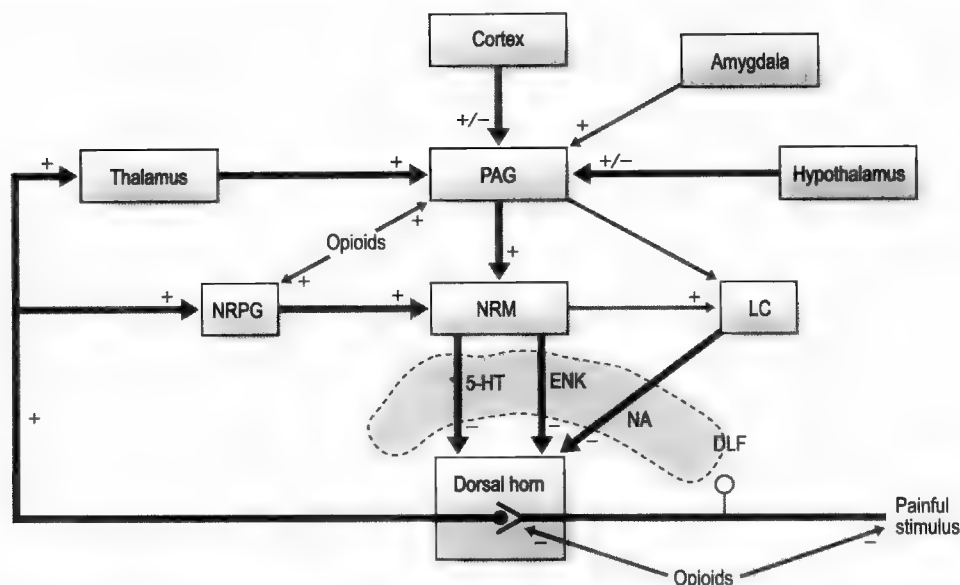 Cortex
Amygdala
+/−
+
+
Thalamus
+
PAG
+/−
Hypothalamus
Opioids
+
+
+
+
NRPG
+
NRM
+
LC
5-HT
ENK
NA
+
−
−
−
DLF
Dorsal horn
Painful
stimulus
−
−
Opioids